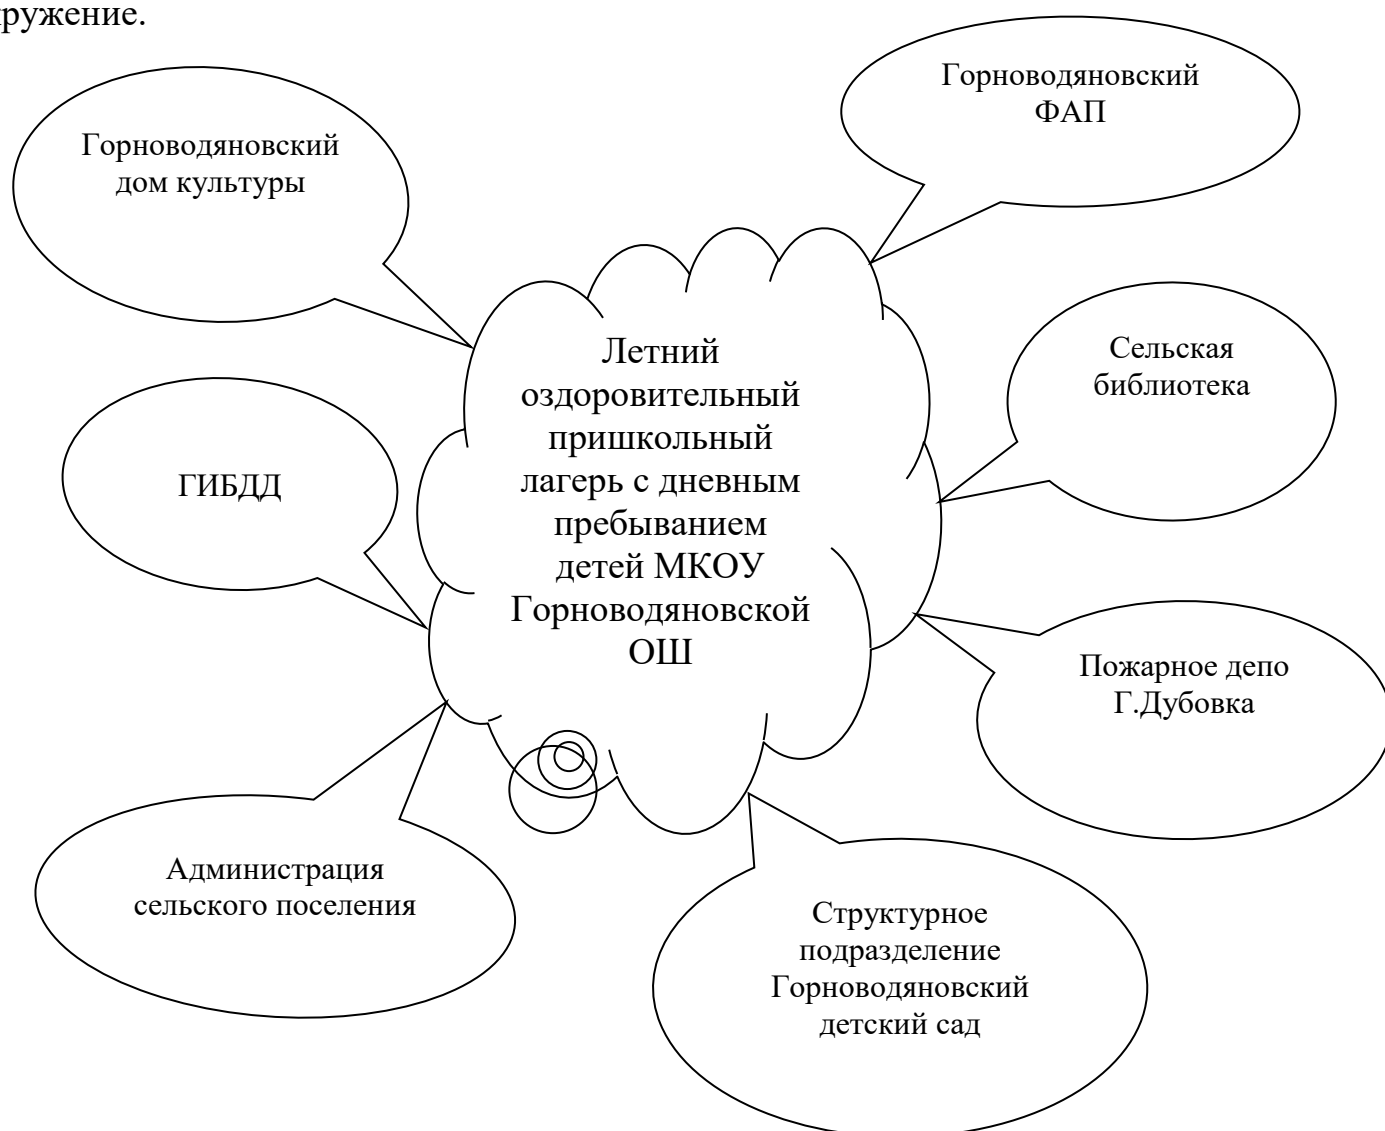 ружение.
Горноводяновский
ФАП
Горноводяновский
дом культуры
Летний
оздоровительный
пришкольный
лагерь с дневным
пребыванием
детей МКОУ
Горноводяновской
ОШ
Сельская
библиотека
ГИБДД
Пожарное депо
Г.Дубовка
Администрация
сельского поселения
Структурное
подразделение
Горноводяновский
детский сад